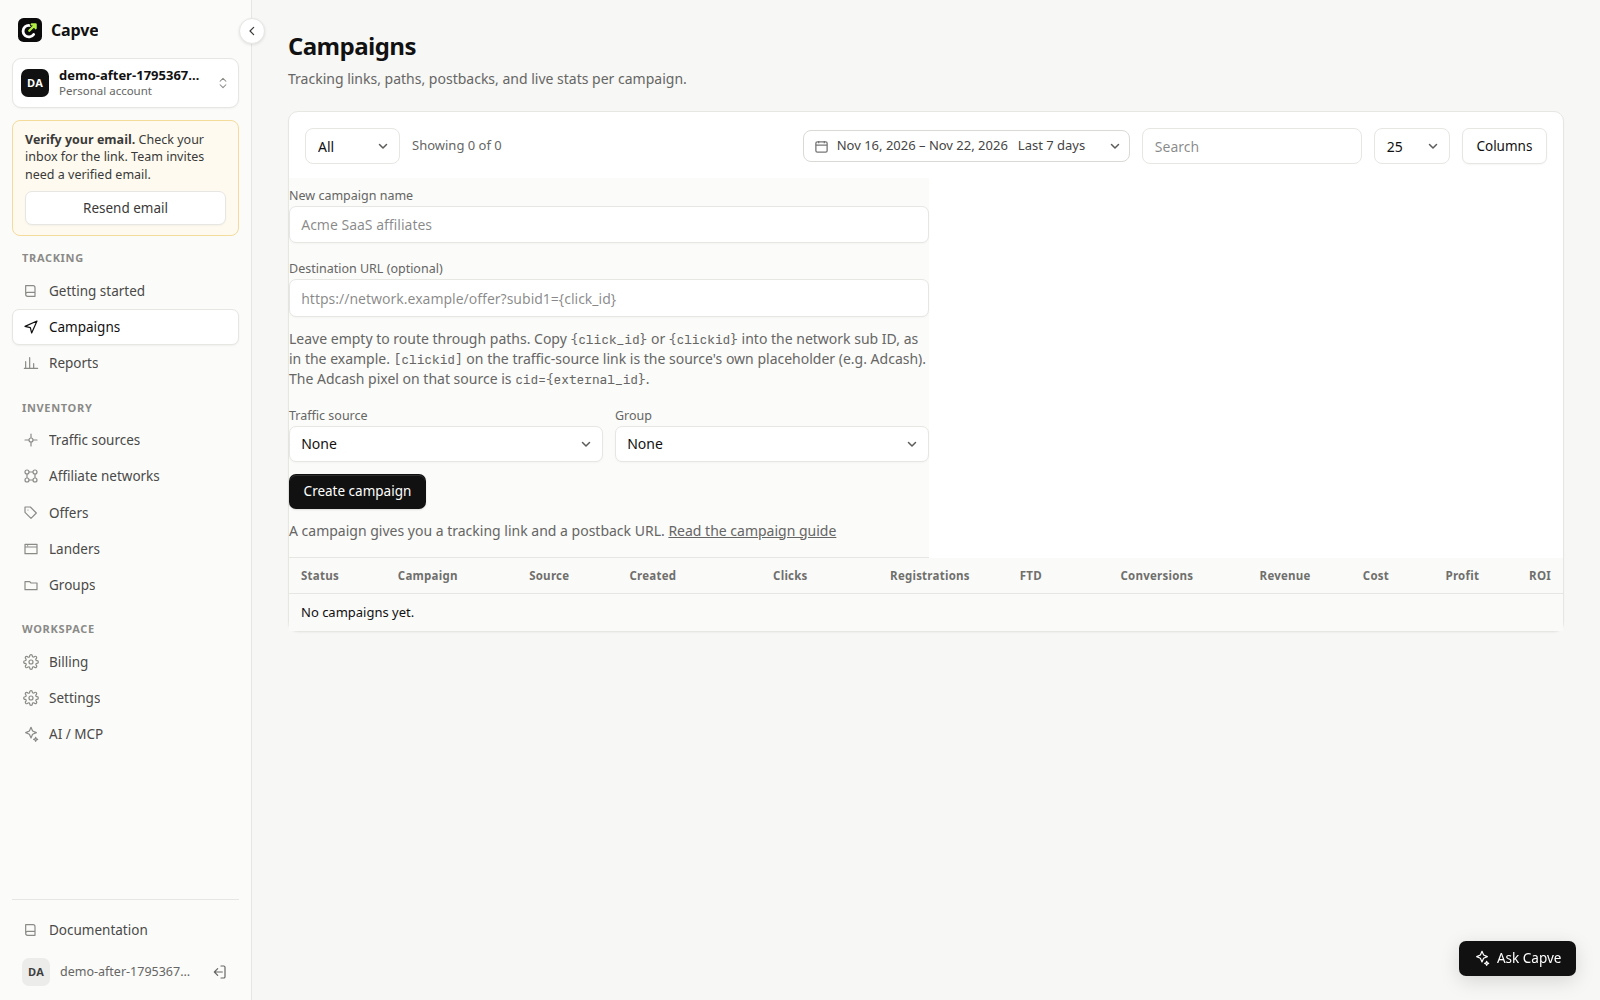 Capve
DA
demo-after-1795367...
Personal account
Verify your email. Check your
inbox for the link. Team invites
need a verified email.
Resend email
TRACKING
Getting started
Campaigns
Reports
INVENTORY
Traffic sources
Affiliate networks
Offers
Landers
Groups
WORKSPACE
Billing
Settings
AI / MCP
Documentation
DA
demo-after-1795367...
Campaigns
Tracking links, paths, postbacks, and live stats per campaign.
All
Showing 0 of 0
Nov 16, 2026 – Nov 22, 2026 Last 7 days
Search
25
Columns
New campaign name
Acme SaaS affiliates
Destination URL (optional)
https://network.example/offer?subid1={click_id}
Leave empty to route through paths. Copy {click_id} or {clickid} into the network sub ID, as
in the example. [clickid] on the traffic-source link is the source's own placeholder (e.g. Adcash).
The Adcash pixel on that source is cid={external_id}.
Traffic source
Group
None
None
Create campaign
A campaign gives you a tracking link and a postback URL. Read the campaign guide
Status Campaign Source Created Clicks Registrations FTD Conversions Revenue Cost Profit ROI
No campaigns yet.
Ask Capve